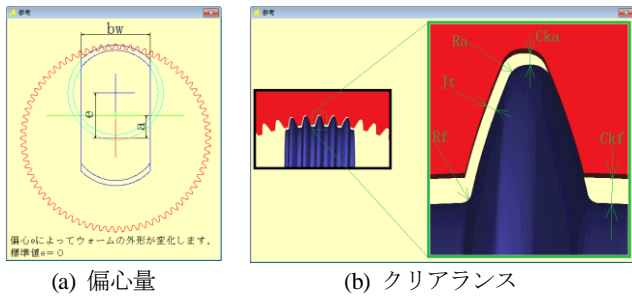 参考
bw
e
a
偏心eによってウォームの外形が変化します。
標準値e=0
(a) 偏心量
参考
Cka
Ra
Jt
Rf
Ckf
(b) クリアランス